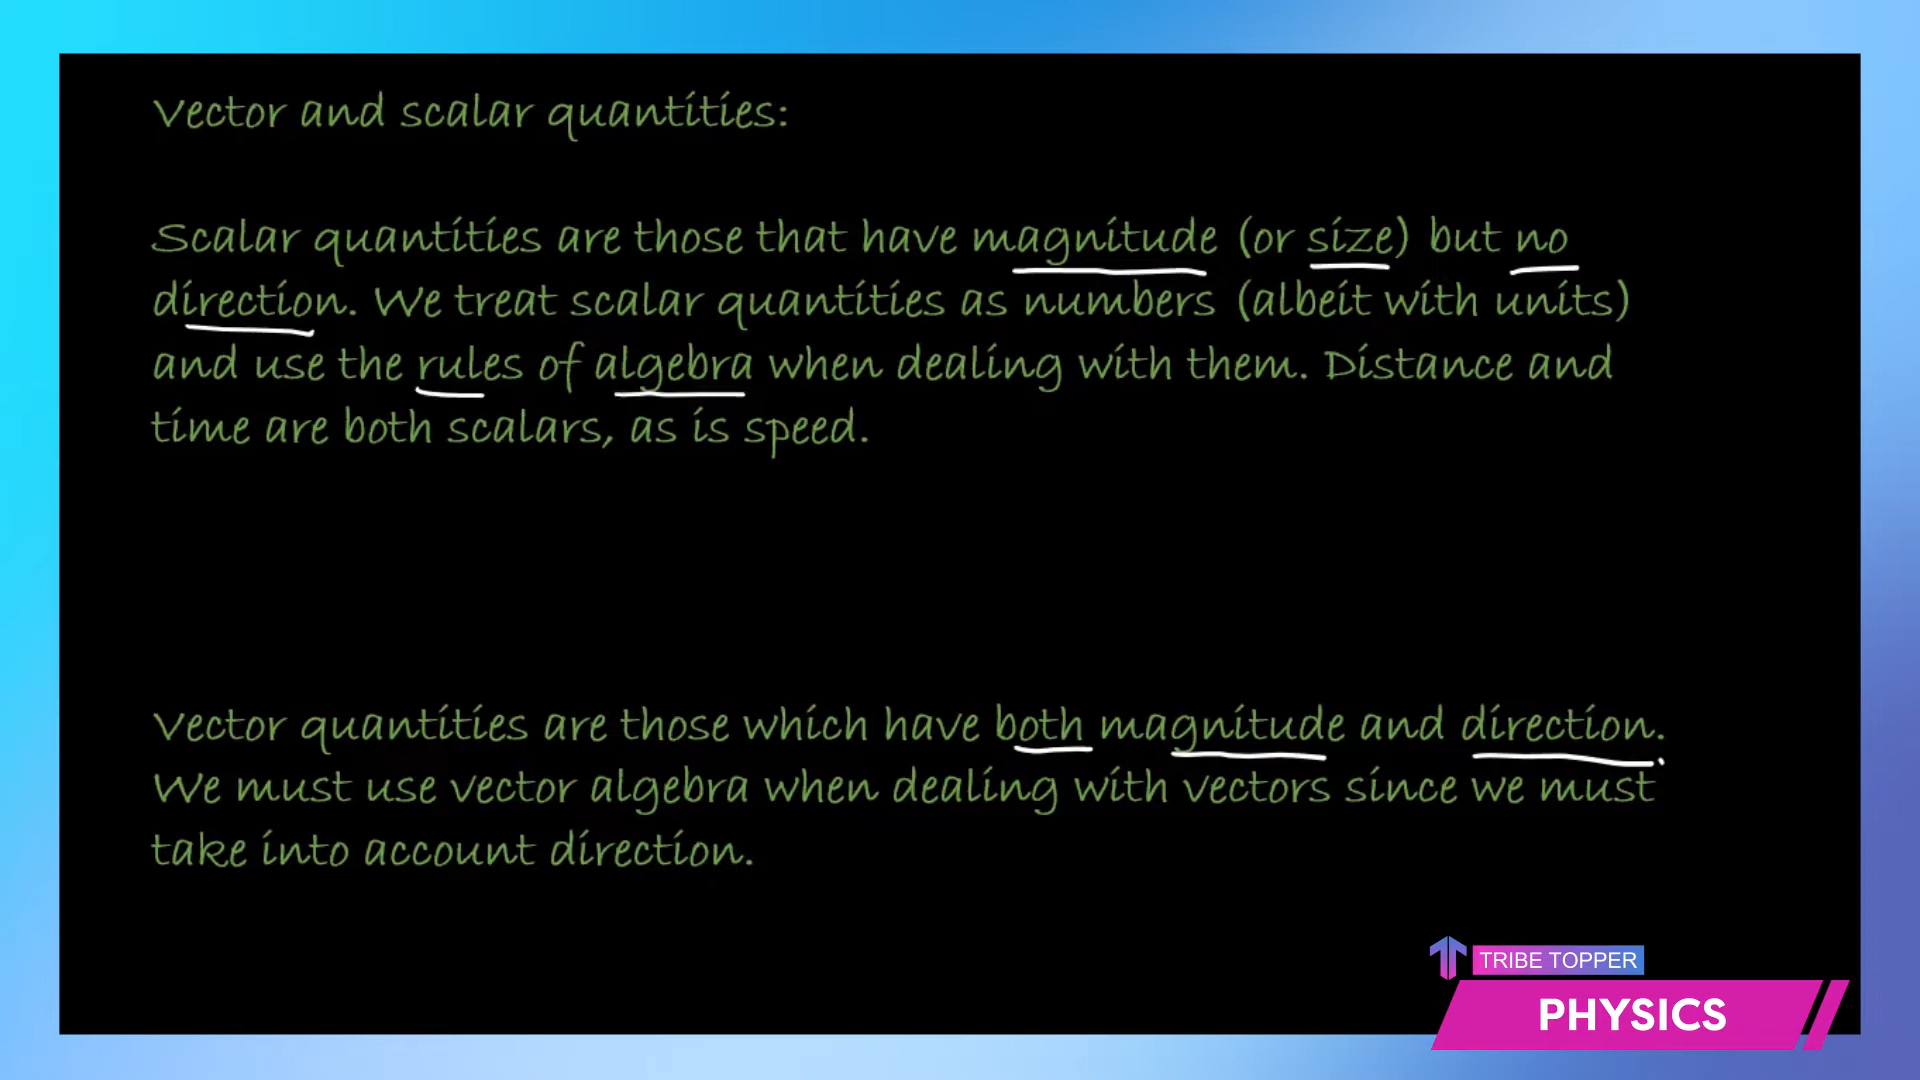 Vector and scalar quantities:
Scalar quantities are those that have magnitude (or size) but no
direction. We treat scalar quantities as numbers (albeit with units)
and use the rules of algebra when dealing with them. Distance and
time are both scalars, as is speed.
Vector quantities are those which have both magnitude and direction.
We must use vector algebra when dealing with vectors since we must
take into account direction.
TRIBE TOPPER
PHYSICS